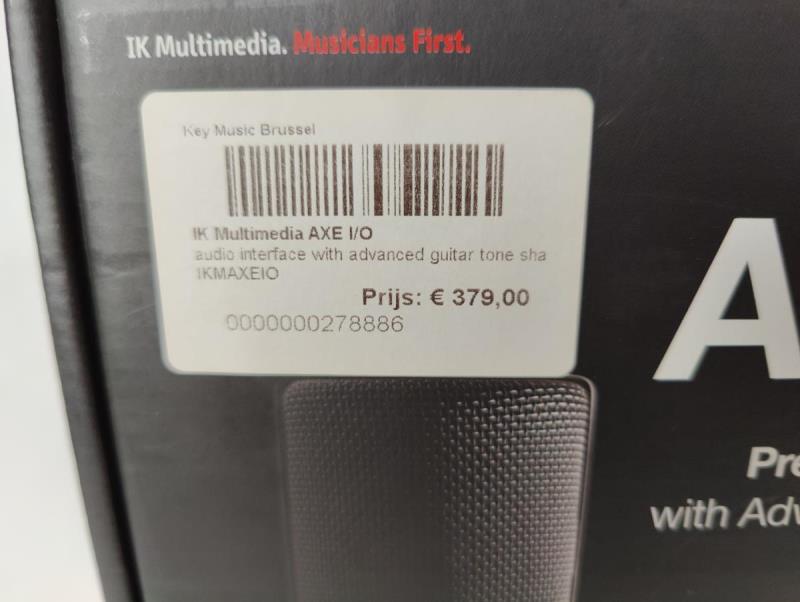 IK Multimedia. Musicians First.
Key Music Brussel
IK Multimedia AXE I/O
audio interface with advanced guitar tone sha
IKMAXEIO
Prijs: € 379,00
0000000278886
A
Pre
with Adv